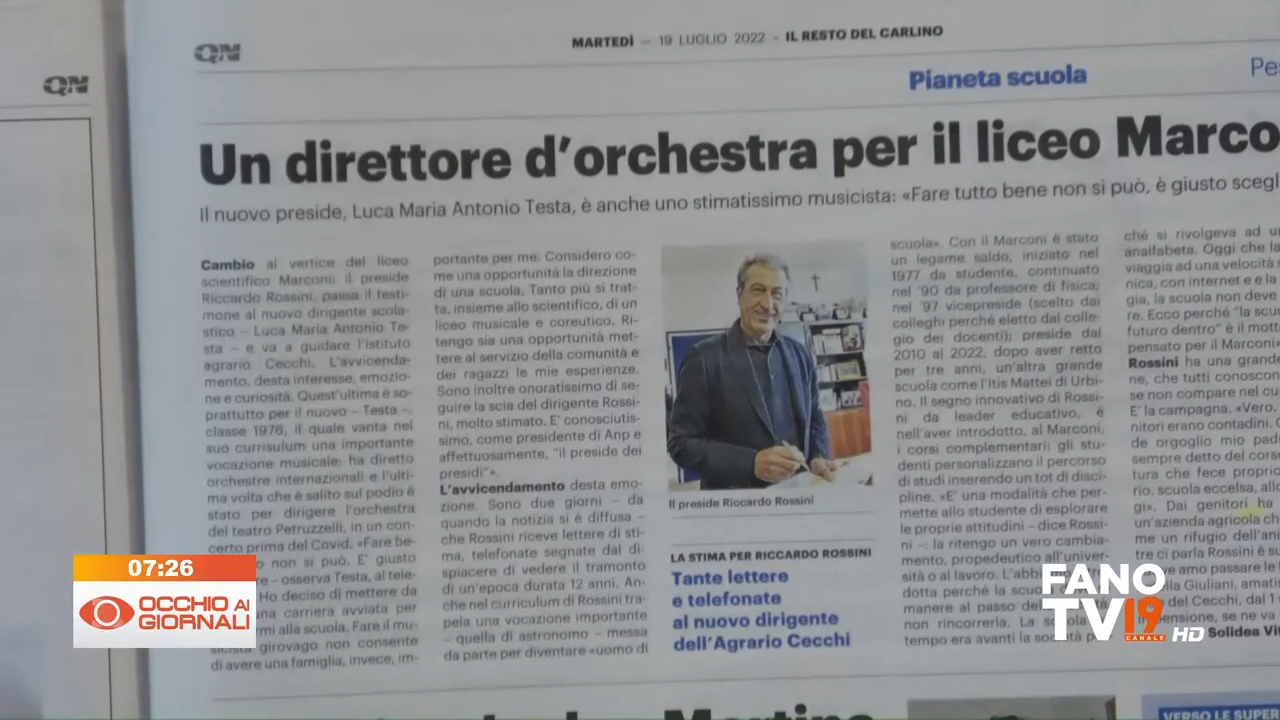 QN
QN
MARTEDÌ — 19 LUGLIO 2022 – IL RESTO DEL CARLINO
Pianeta scuola
Un direttore d'orchestra per il liceo
Il nuovo preside, Luca Maria Antonio Testa, è anche uno stimatissimo musicista: «Fare tutto bene non si può, è giusto
Cambio al vertice del liceo
scientifico Marconi: il preside
Riccardo Rossini, passa il testi-
mone al nuovo dirigente scola-
stico – Luca Maria Antonio Te-
sta – e va a guidare l'istituto
agrario Cecchi. L'avvicenda-
mento, desta interesse, emozio-
ne e curiosità. Quest'ultima è so-
prattutto per il nuovo – Testa –,
classe 1976, il quale vanta nel
suo currisulum una importante
vocazione musicale: ha diretto
orchestre internazionali e l'ulti-
ma volta che è salito sul podio è
stato per dirigere l'orchestra
del teatro Petruzzelli, in un con-
certo prima del Covid. «Fare be-
o non si può. E' giusto
re – osserva Testa, al tele-
Ho deciso di mettere da
na carriera avviata per
rmi alla scuola. Fare il mu-
girovago non consente
di avere una famiglia, invece, im-
portante per me. Considero co-
me una opportunità la direzione
di una scuola. Tanto più si trat-
ta, insieme allo scientifico, di un
liceo musicale e coreutico. Ri-
tengo sia una opportunità met-
tere al servizio della comunità e
dei ragazzi le mie esperienze.
Sono inoltre onoratissimo di se-
guire la scia del dirigente Rossi-
ni, molto stimato. E' conosciutis-
simo, come presidente di Anp e
affettuosamente, "il preside dei
presidi"».
L'avvicendamento desta emo-
zione. Sono due giorni – da
quando la notizia si è diffusa –
che Rossini riceve lettere di sti-
ma, telefonate segnate dal di-
spiacere di vedere il tramonto
di un'epoca durata 12 anni. An-
che nel curriculum di Rossini tra-
pela una vocazione importante
– quella di astronomo – messa
da parte per diventare «uomo di
Il preside Riccardo Rossini
LA STIMA PER RICCARDO ROSSINI
Tante lettere
e telefonate
al nuovo dirigente
dell'Agrario Cecchi
scuola». Con il Marconi è stato
un legame saldo, iniziato nel
1977 da studente, continuato
nel '90 da professore di fisica;
nel '97 vicepreside (scelto dai
colleghi perché eletto dal colle-
gio dei docenti); preside dal
2010 al 2022, dopo aver retto
per tre anni, un'altra grande
scuola come l'Itis Mattei di Urbi-
no. Il segno innovativo di Rossi-
ni da leader educativo, è
nell'aver introdotto, al Marconi,
i corsi complementari: gli stu-
denti personalizzano il percorso
di studi inserendo un tot di disci-
pline. «E' una modalità che per-
mette allo studente di esplorare
le proprie attitudini – dice Rossi-
ni –: la ritengo un vero cambia-
mento, propedeutico all'univer-
sità o al lavoro. L'abb
dotta perché la scuo
manere al passo de
non rincorrerla. La
tempo era avanti la
ché si rivolgeva ad
analfabeta. Oggi che
viaggia ad una velocità
nica, con internet e
gia, la scuola non deve
re. Ecco perché "la
futuro dentro" è il
pensato per il
Rossini ha una
ne, che tutti
se non compare nel
E' la campagna. «Vero,
nitori erano contadini.
de orgoglio mio
sempre detto del
tura che fece
rio, scuola eccelsa,
gi». Dai genitori ha
un'azienda agricola
me un rifugio
tre ci parla Rossini è
ve amo passare le
la Giuliani,
del Cecchi, dal
pensione, se ne va
Solidea
VERSO LE SUPER
07:26
OCCHIO AI
GIORNALI
FANO
TV19
CANALE
HD